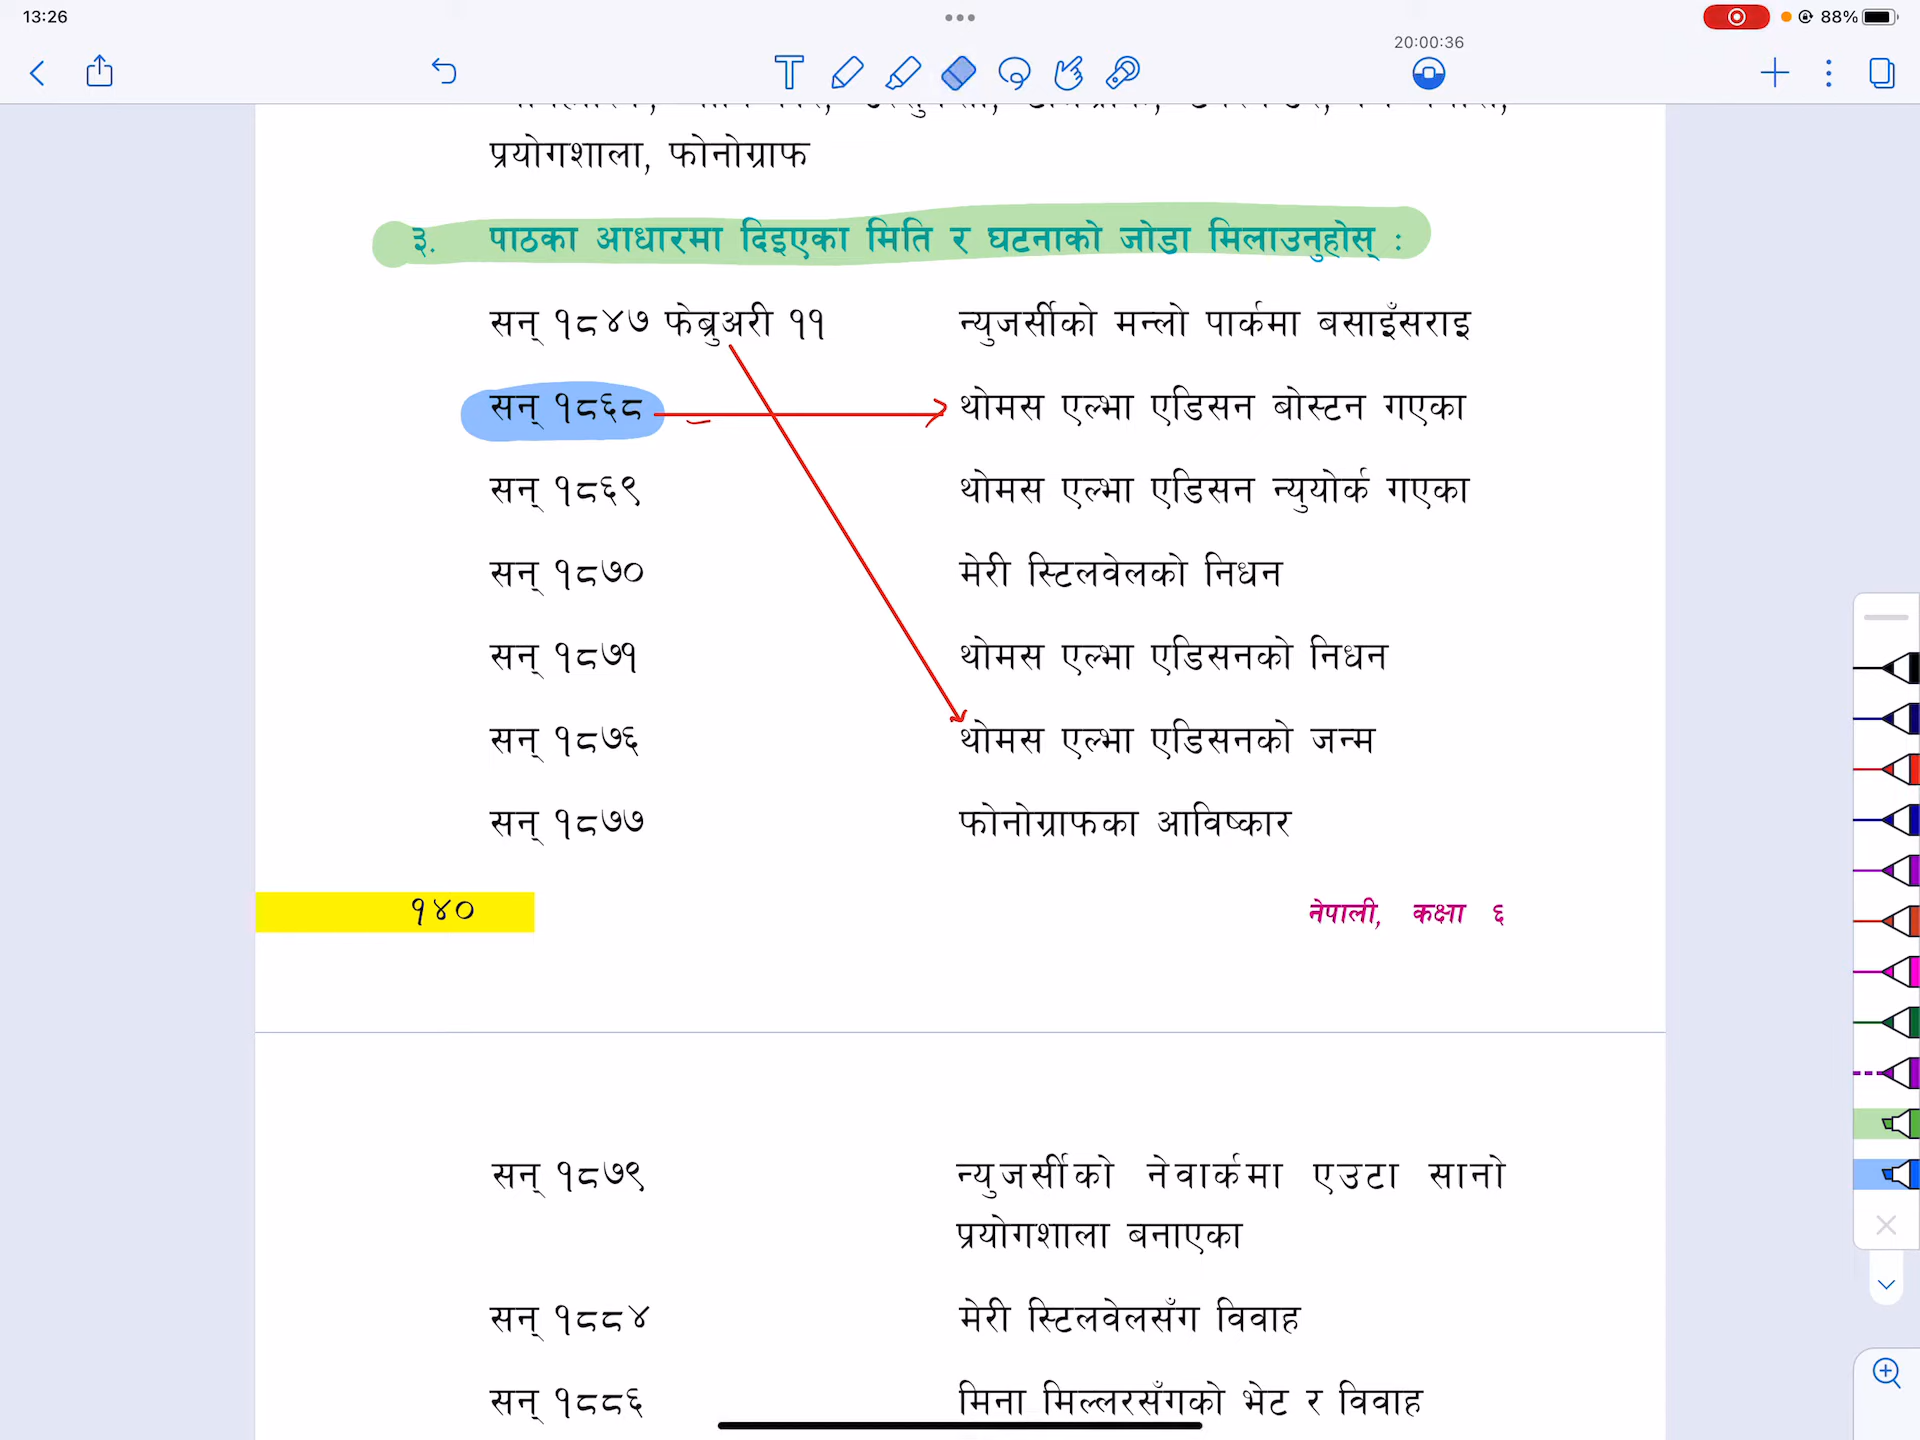 13:26
88%
20:00:36
प्रयोगशाला, फोनोग्राफ
३. पाठका आधारमा दिइएका मिति र घटनाको जोडा मिलाउनुहोस् :
सन् १८४७ फेब्रुअरी ११ न्युजर्सीको मन्लो पार्कमा बसाइँसराइ
सन् १८६८ थोमस एल्भा एडिसन बोस्टन गएका
सन् १८६९ थोमस एल्भा एडिसन न्युयोर्क गएका
सन् १८७० मेरी स्टिलवेलको निधन
सन् १८७१ थोमस एल्भा एडिसनको निधन
सन् १८७६ थोमस एल्भा एडिसनको जन्म
सन् १८७७ फोनोग्राफका आविष्कार
१४० नेपाली, कक्षा ६
सन् १८७९ न्युजर्सीको नेवार्कमा एउटा सानो
प्रयोगशाला बनाएका
सन् १८८४ मेरी स्टिलवेलसँग विवाह
सन् १८८६ मिना मिल्लरसँगको भेट र विवाह